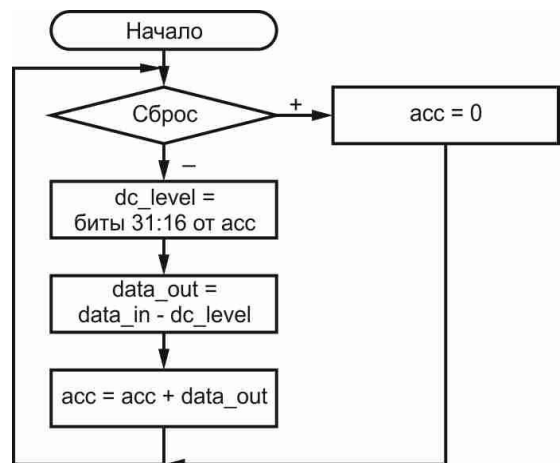 Начало
Сброс
+
acc = 0
–
dc_level =
биты 31:16 от acc
data_out =
data_in - dc_level
acc = acc + data_out